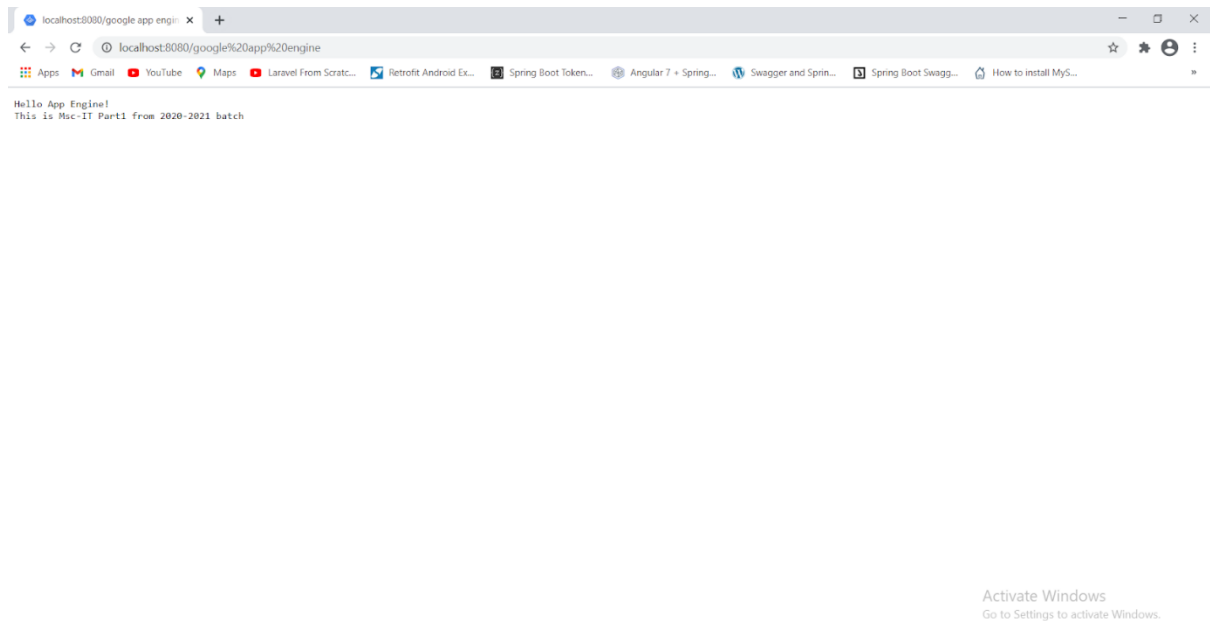 localhost:8080/google app engin
localhost:8080/google%20app%20engine
Apps Gmail YouTube Maps Laravel From Scratc... Retrofit Android Ex... Spring Boot Token... Angular 7 + Spring... Swagger and Sprin... Spring Boot Swagg... How to install MyS... »
Hello App Engine!
This is Msc-IT Part1 from 2020-2021 batch
Activate Windows
Go to Settings to activate Windows.